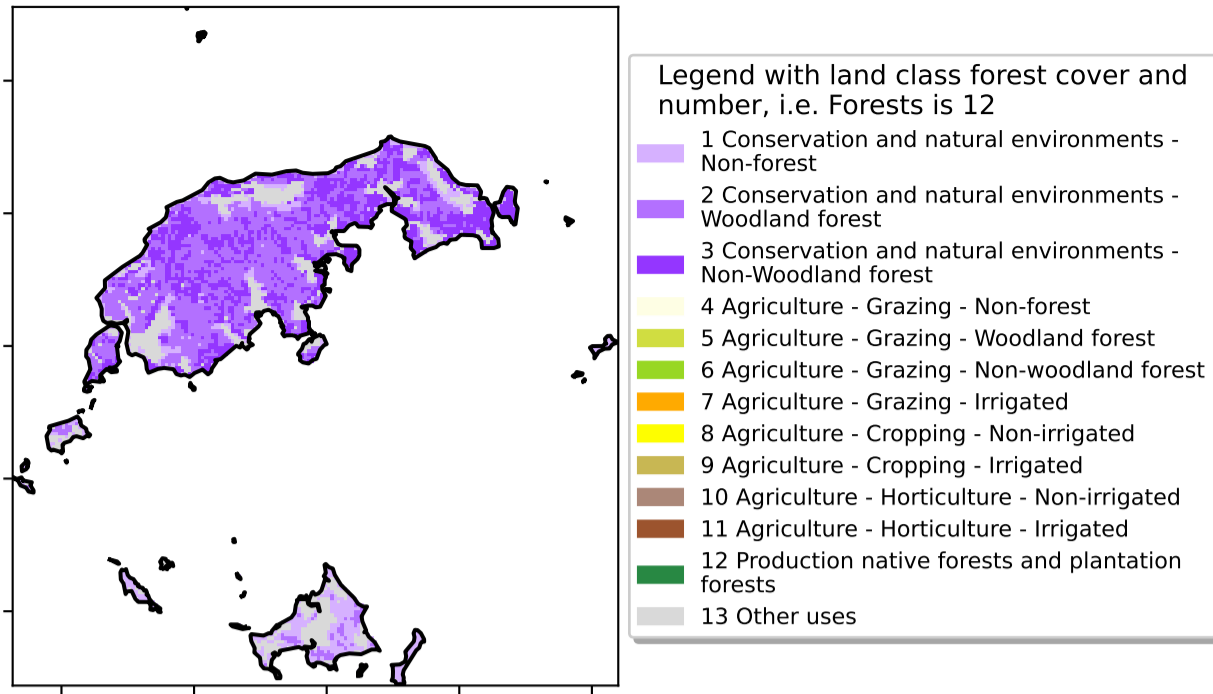 Legend with land class forest cover and
number, i.e. Forests is 12
1 Conservation and natural environments -
Non-forest
2 Conservation and natural environments -
Woodland forest
3 Conservation and natural environments -
Non-Woodland forest
4 Agriculture - Grazing - Non-forest
5 Agriculture - Grazing - Woodland forest
6 Agriculture - Grazing - Non-woodland forest
7 Agriculture - Grazing - Irrigated
8 Agriculture - Cropping - Non-irrigated
9 Agriculture - Cropping - Irrigated
10 Agriculture - Horticulture - Non-irrigated
11 Agriculture - Horticulture - Irrigated
12 Production native forests and plantation
forests
13 Other uses